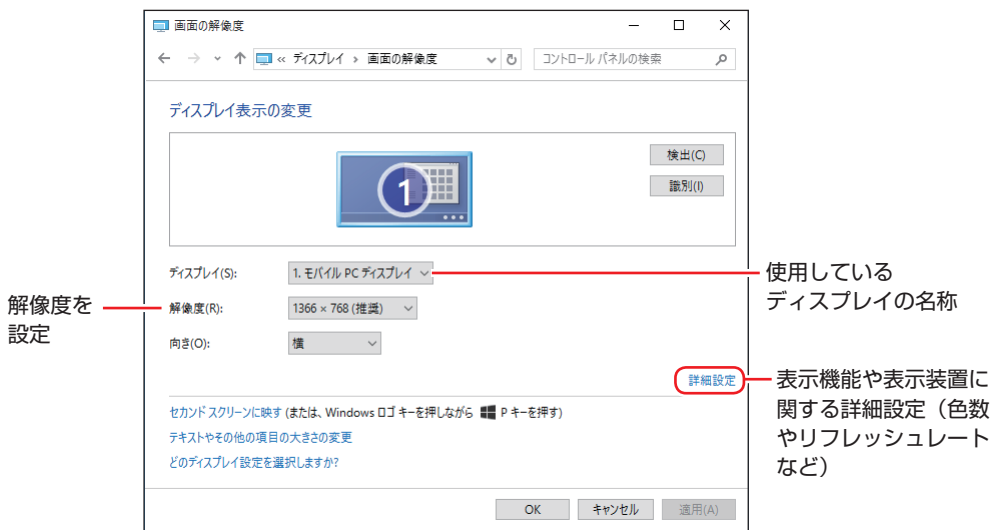 画面の解像度
« ディスプレイ › 画面の解像度
コントロール パネルの検索
ディスプレイ表示の変更
1
検出(C)
識別(I)
ディスプレイ(S):
1. モバイル PC ディスプレイ
使用している
ディスプレイの名称
解像度を
設定
解像度(R):
1366 × 768 (推奨)
向き(O):
横
詳細設定
表示機能や表示装置に
関する詳細設定（色数
やリフレッシュレート
など）
セカンド スクリーンに映す (または、Windows ロゴ キーを押しながら P キーを押す)
テキストやその他の項目の大きさの変更
どのディスプレイ設定を選択しますか?
OK
キャンセル
適用(A)